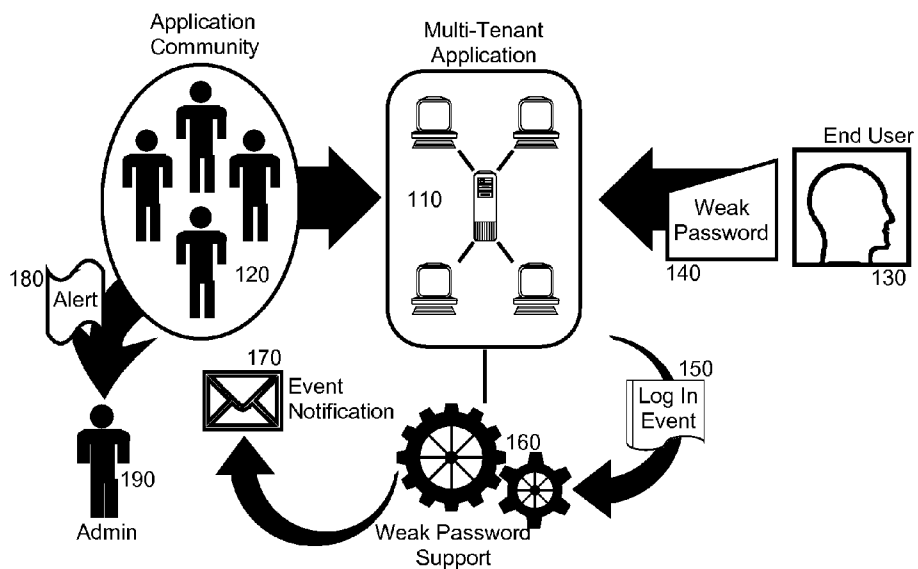 Application
Community
Multi-Tenant
Application
End User
110
Weak
Password
120
140
130
180
Alert
170
Event
Notification
150
Log In
Event
160
190
Admin
Weak Password
Support